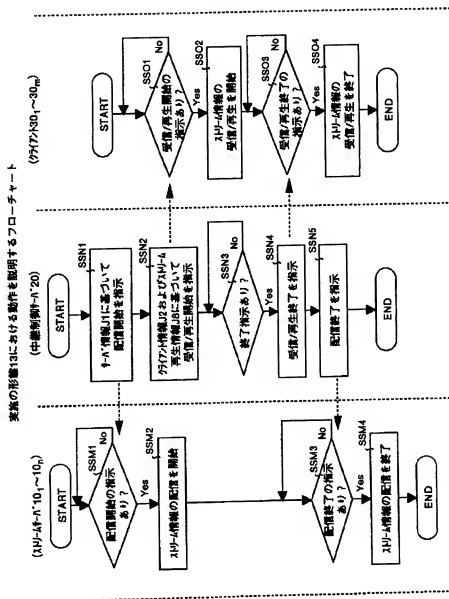 実施の形態13における動作を説明するフローチャート
(ストリームサーバ10₁〜10ₙ)
START
SSM1
配信開始の指示
あり?
No
Yes
SSM2
ストリーム情報の配信を開始
SSM3
配信終了の指示
あり?
No
Yes
SSM4
ストリーム情報の配信を終了
END
(中継制御サーバ20)
START
SSN1
サーバ情報J1に基づいて
配信開始を指示
SSN2
クライアント情報J2およびストリーム
再生情報J8に基づいて
受信/再生開始を指示
SSN3
終了指示あり?
No
Yes
SSN4
受信/再生終了を指示
SSN5
配信終了を指示
END
(クライアント30₁〜30ₘ)
START
SSO1
受信/再生開始の
指示あり?
No
Yes
SSO2
ストリーム情報の
受信/再生を開始
SSO3
受信/再生終了の
指示あり?
No
Yes
SSO4
ストリーム情報の
受信/再生を終了
END